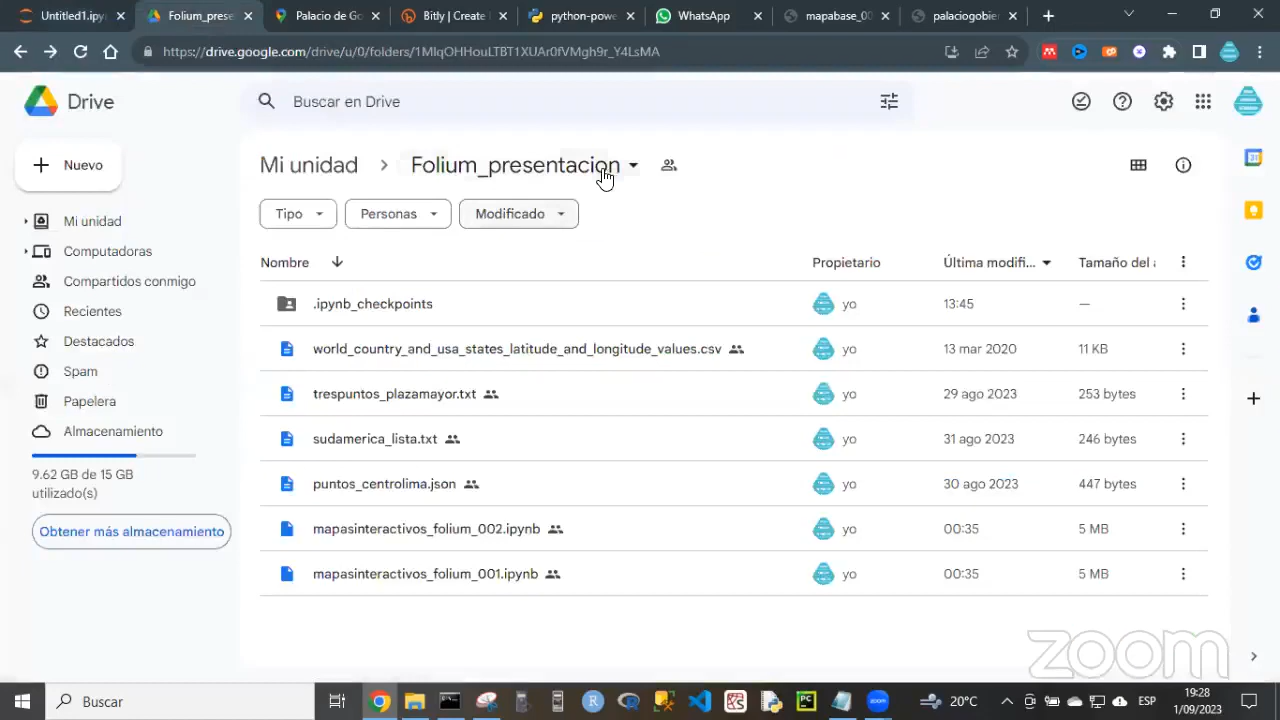 Untitled1.ipy
Folium_prese
Palacio de Go
Bitly | Create
python-powe
WhatsApp
mapabase_00
palaciogobier
https://drive.google.com/drive/u/0/folders/1MIqOHHouLTBT1XUAr0fVMgh9r_Y4LsMA
Drive
Buscar en Drive
Nuevo
Mi unidad
Computadoras
Compartidos conmigo
Recientes
Destacados
Spam
Papelera
Almacenamiento
9.62 GB de 15 GB
utilizado(s)
Obtener más almacenamiento
Mi unidad > Folium_presentacion
Tipo Personas Modificado
Nombre Propietario Última modifi... Tamaño del
.ipynb_checkpoints yo 13:45 —
world_country_and_usa_states_latitude_and_longitude_values.csv yo 13 mar 2020 11 KB
trespuntos_plazamayor.txt yo 29 ago 2023 253 bytes
sudamerica_lista.txt yo 31 ago 2023 246 bytes
puntos_centrolima.json yo 30 ago 2023 447 bytes
mapasinteractivos_folium_002.ipynb yo 00:35 5 MB
mapasinteractivos_folium_001.ipynb yo 00:35 5 MB
zoom
Buscar
20°C
ESP
19:28
1/09/2023